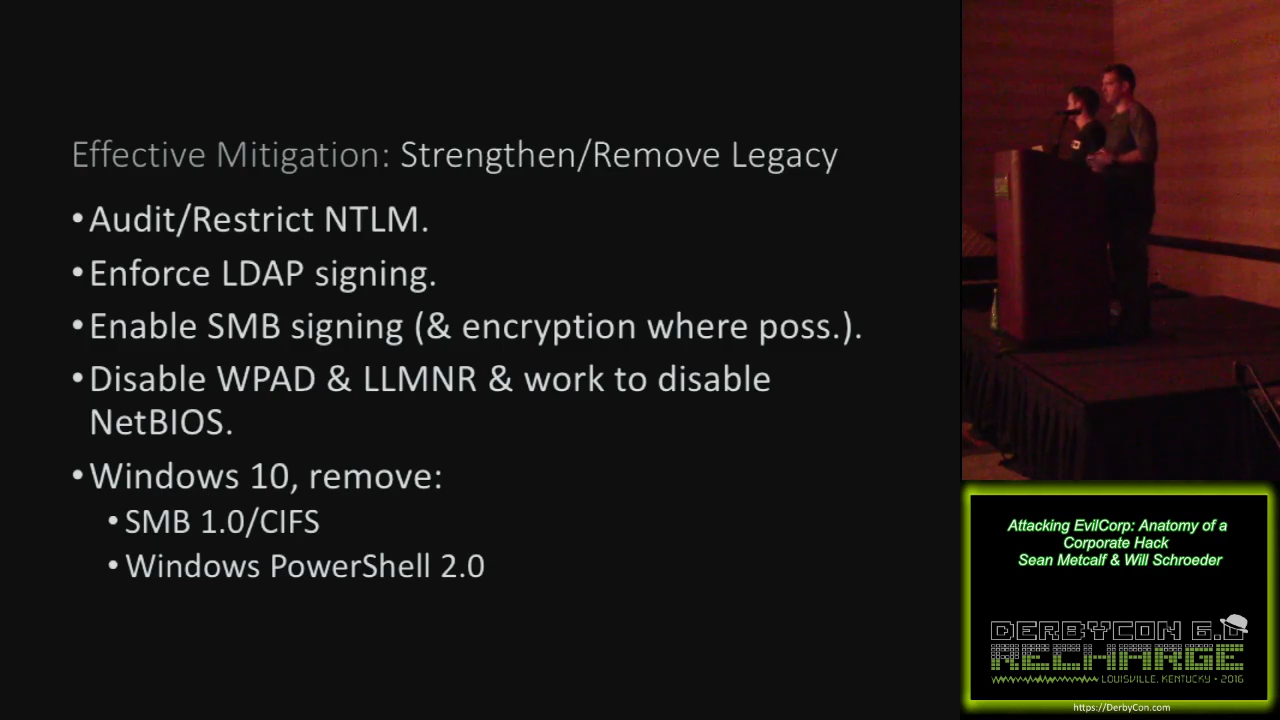 Effective Mitigation: Strengthen/Remove Legacy
•Audit/Restrict NTLM.
•Enforce LDAP signing.
•Enable SMB signing (& encryption where poss.).
•Disable WPAD & LLMNR & work to disable
NetBIOS.
•Windows 10, remove:
•SMB 1.0/CIFS
•Windows PowerShell 2.0
Attacking EvilCorp: Anatomy of a
Corporate Hack
Sean Metcalf & Will Schroeder
DERBYCON 6.0
RECHARGE
LOUISVILLE, KENTUCKY • 2016
https://DerbyCon.com